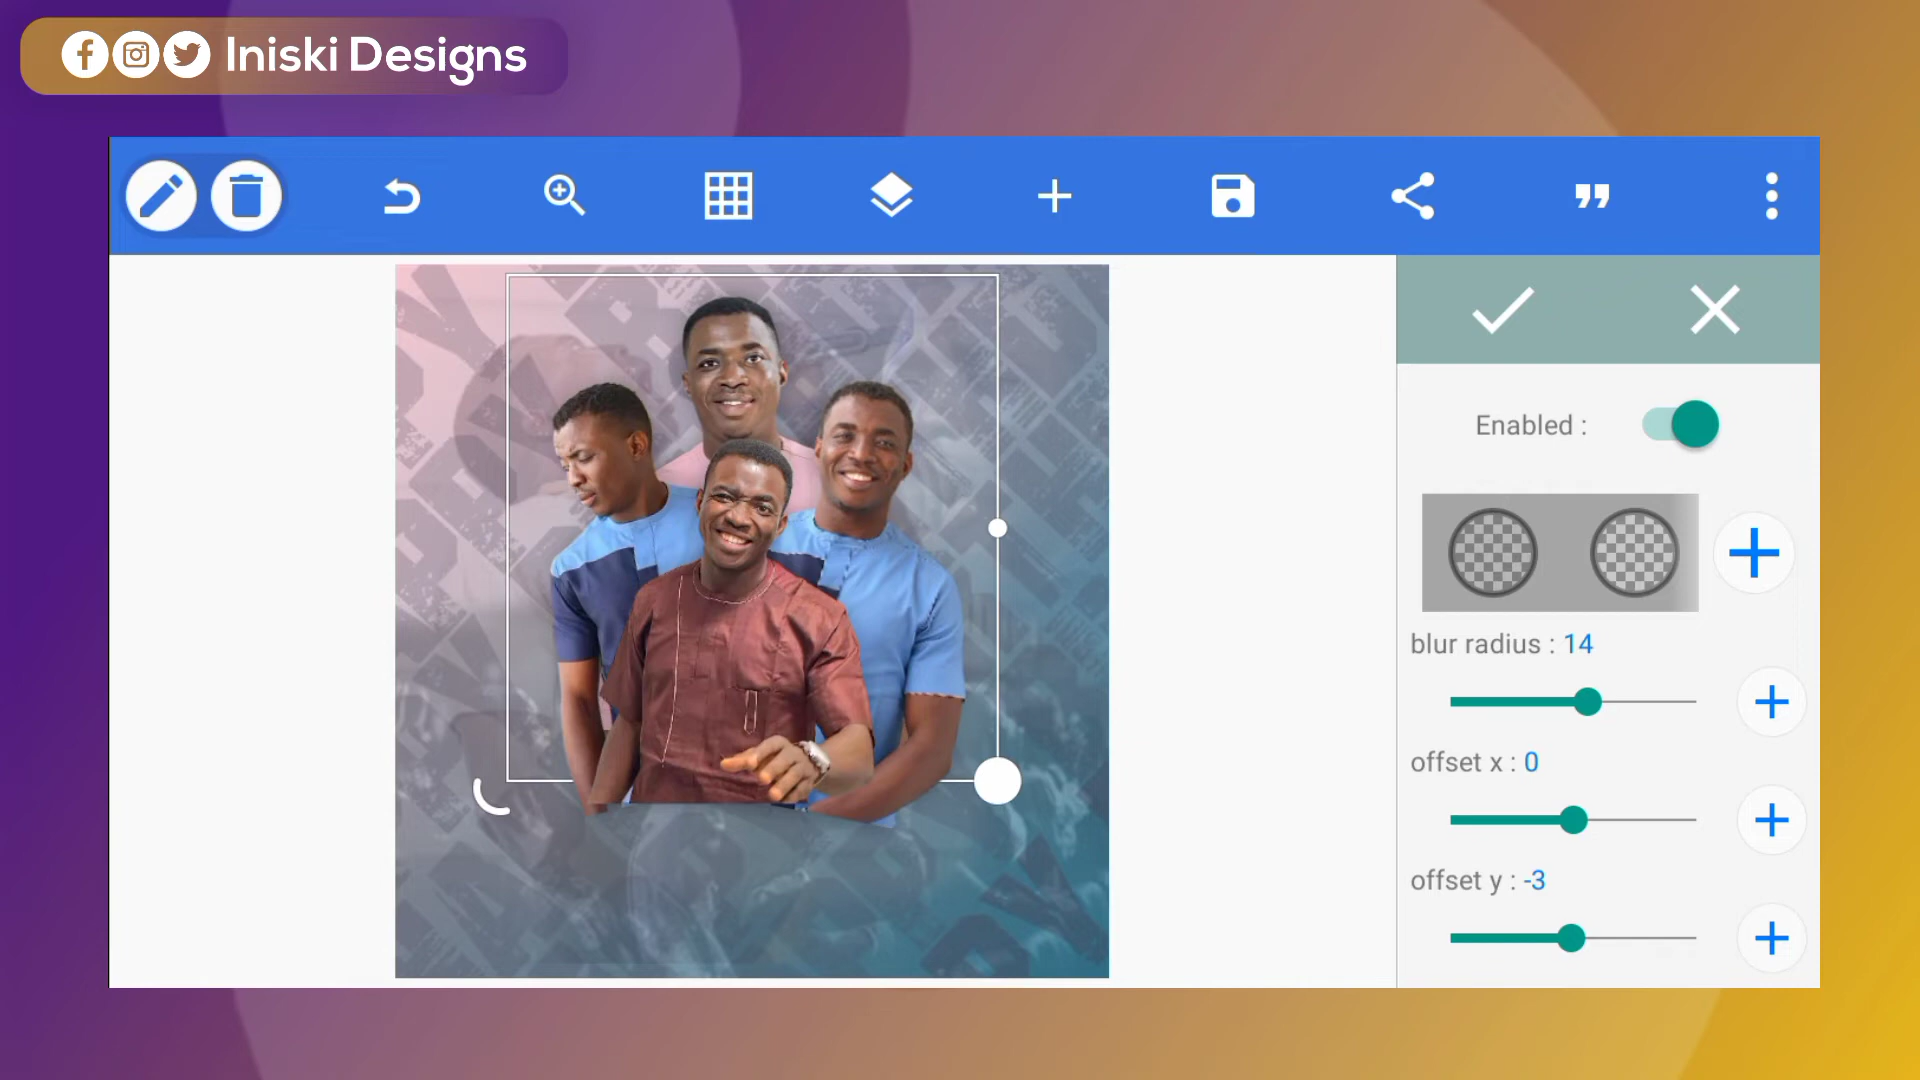 Iniski Designs
Enabled :
blur radius : 14
offset x : 0
offset y : -3